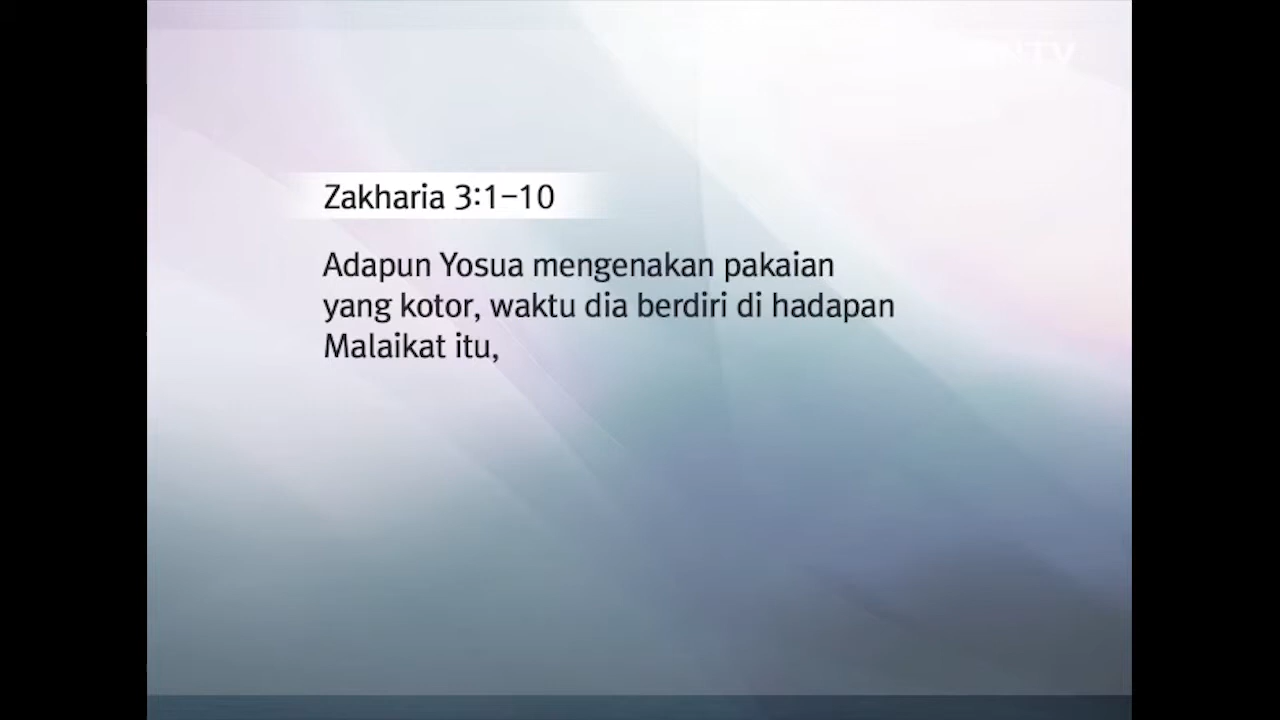 Zakharia 3:1–10
Adapun Yosua mengenakan pakaian
yang kotor, waktu dia berdiri di hadapan
Malaikat itu,